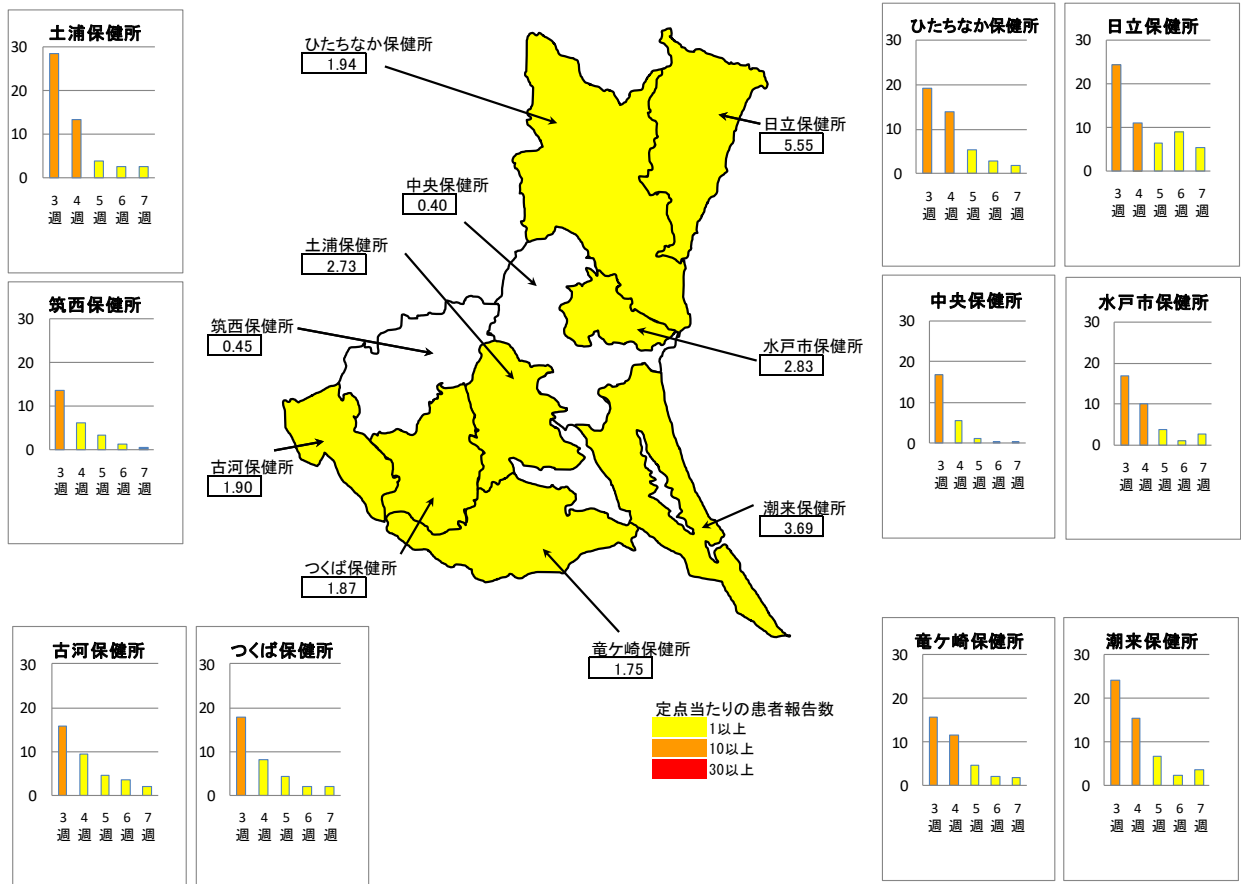 土浦保健所
30
20
10
0
3 4 5 6 7
週 週 週 週 週
筑西保健所
30
20
10
0
3 4 5 6 7
週 週 週 週 週
古河保健所
30
20
10
0
3 4 5 6 7
週 週 週 週 週
つくば保健所
30
20
10
0
3 4 5 6 7
週 週 週 週 週
ひたちなか保健所
1.94
日立保健所
5.55
中央保健所
0.40
土浦保健所
2.73
筑西保健所
0.45
水戸市保健所
2.83
古河保健所
1.90
潮来保健所
3.69
つくば保健所
1.87
竜ケ崎保健所
1.75
定点当たりの患者報告数
1以上
10以上
30以上
ひたちなか保健所
30
20
10
0
3 4 5 6 7
週 週 週 週 週
日立保健所
30
20
10
0
3 4 5 6 7
週 週 週 週 週
中央保健所
30
20
10
0
3 4 5 6 7
週 週 週 週 週
水戸市保健所
30
20
10
0
3 4 5 6 7
週 週 週 週 週
竜ケ崎保健所
30
20
10
0
3 4 5 6 7
週 週 週 週 週
潮来保健所
30
20
10
0
3 4 5 6 7
週 週 週 週 週